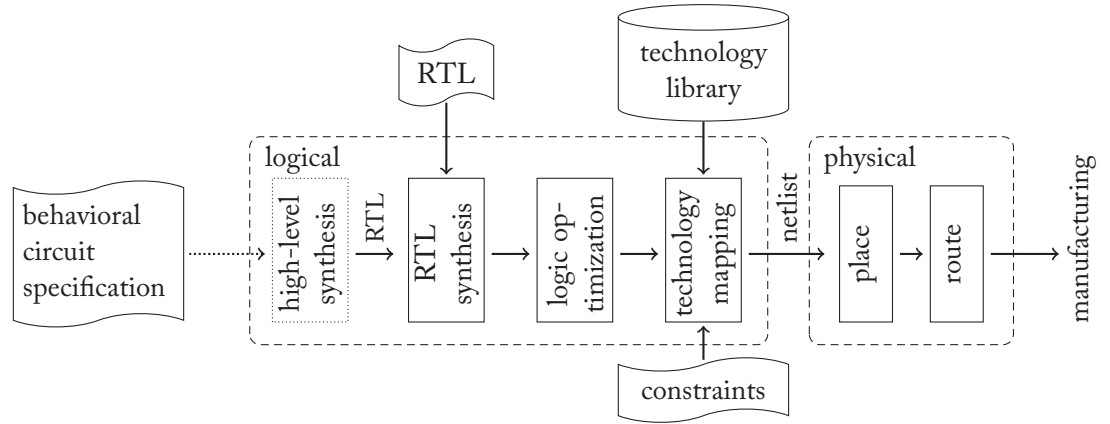 technology
library
RTL
logical
physical
behavioral
circuit
specification
high-level
synthesis
RTL
RTL
synthesis
logic op-
timization
technology
mapping
netlist
place
route
manufacturing
constraints